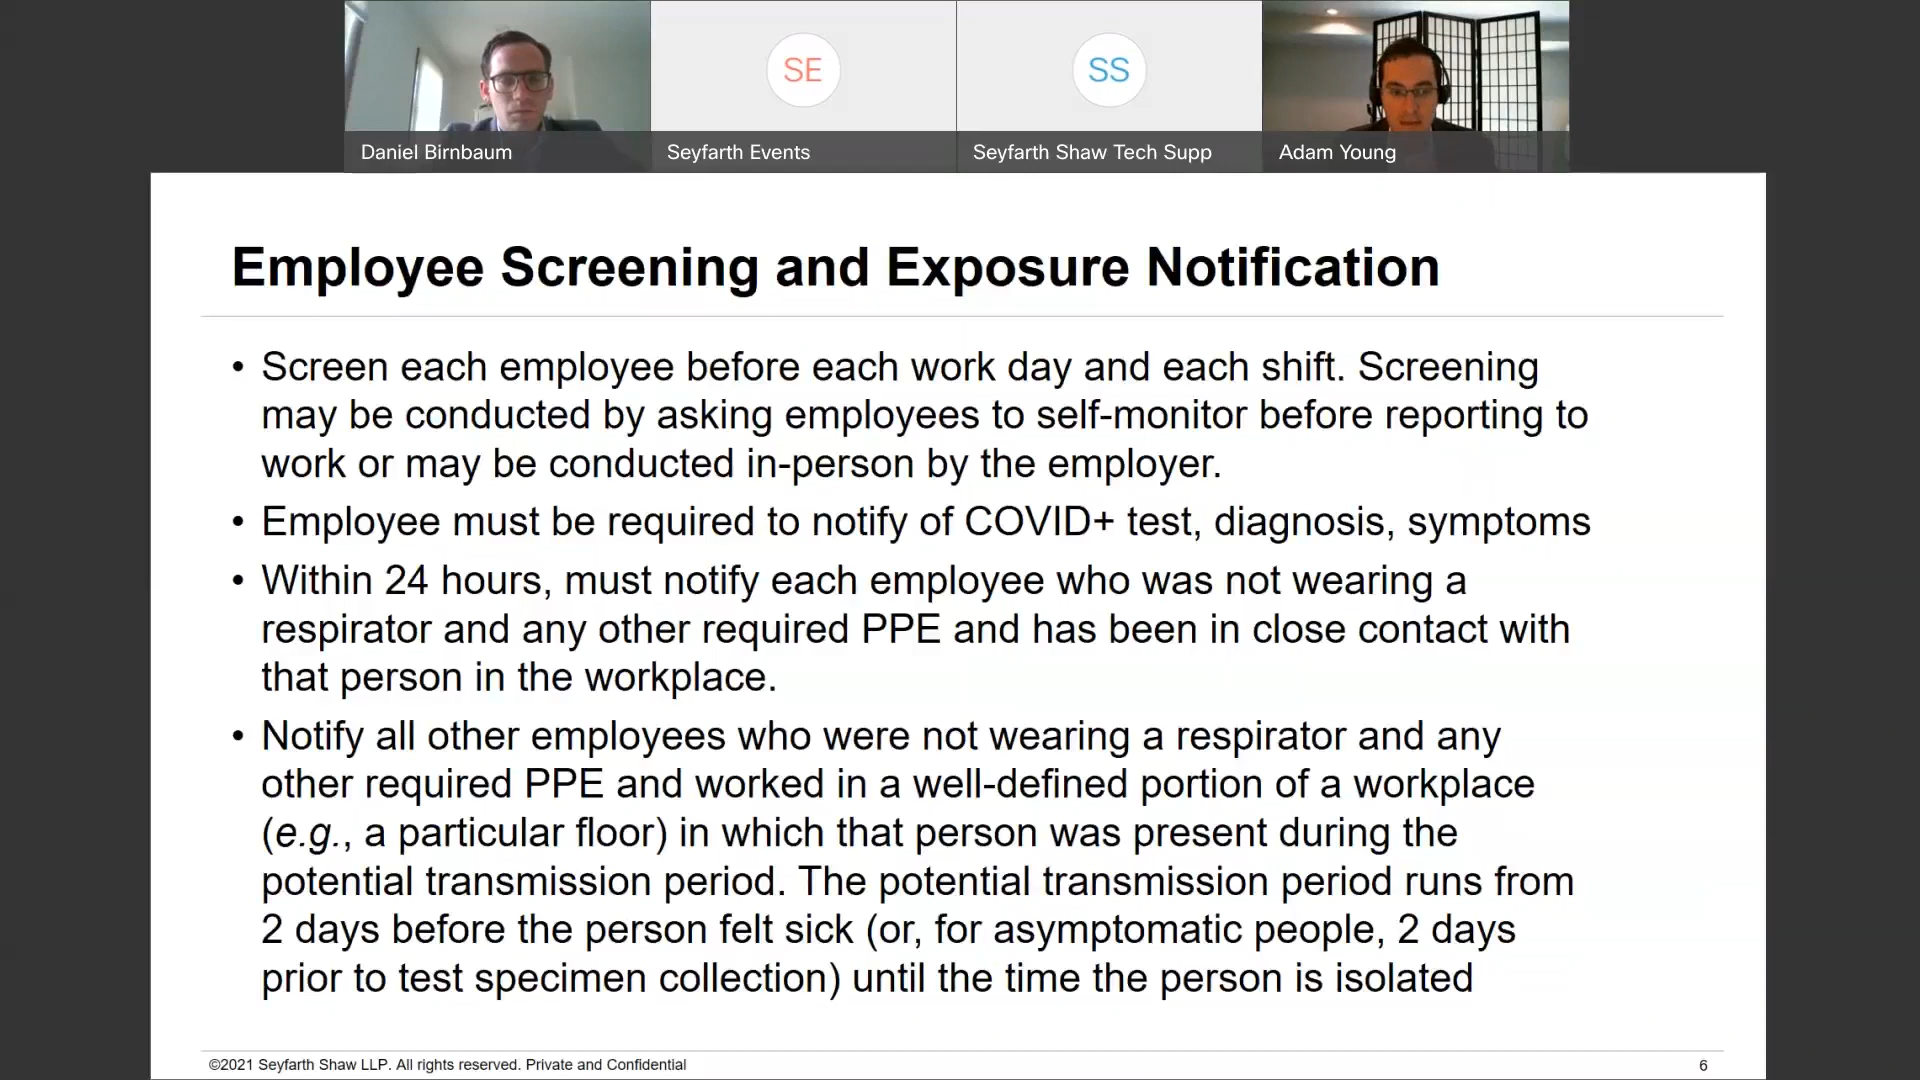 SE
SS
Daniel Birnbaum
Seyfarth Events
Seyfarth Shaw Tech Supp
Adam Young
Employee Screening and Exposure Notification
• Screen each employee before each work day and each shift. Screening
may be conducted by asking employees to self-monitor before reporting to
work or may be conducted in-person by the employer.
• Employee must be required to notify of COVID+ test, diagnosis, symptoms
• Within 24 hours, must notify each employee who was not wearing a
respirator and any other required PPE and has been in close contact with
that person in the workplace.
• Notify all other employees who were not wearing a respirator and any
other required PPE and worked in a well-defined portion of a workplace
(e.g., a particular floor) in which that person was present during the
potential transmission period. The potential transmission period runs from
2 days before the person felt sick (or, for asymptomatic people, 2 days
prior to test specimen collection) until the time the person is isolated
©2021 Seyfarth Shaw LLP. All rights reserved. Private and Confidential
6